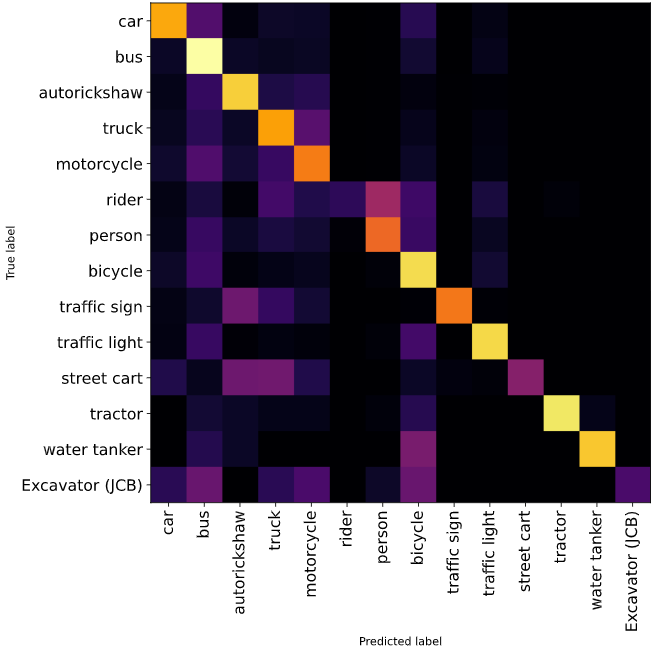 car
bus
autorickshaw
truck
motorcycle
rider
person
bicycle
traffic sign
traffic light
street cart
tractor
water tanker
Excavator (JCB)
True label
car
bus
autorickshaw
truck
motorcycle
rider
person
bicycle
traffic sign
traffic light
street cart
tractor
water tanker
Excavator (JCB)
Predicted label